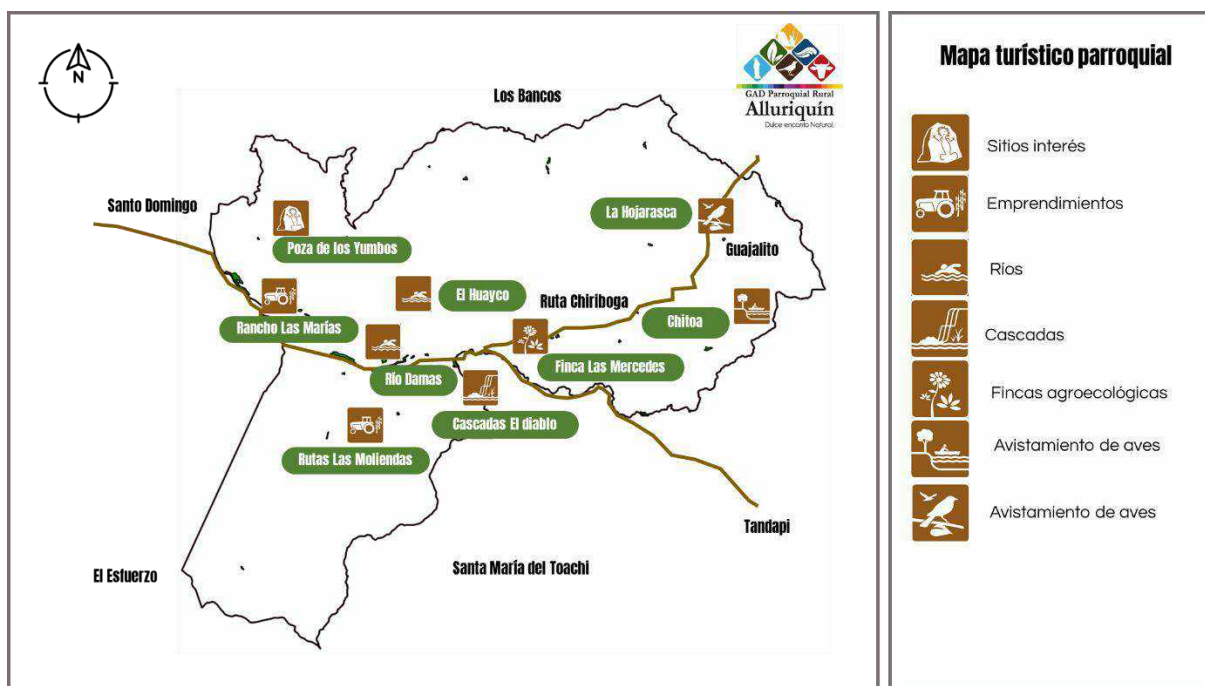 N
GAD Parroquial Rural
Alluriquín
Dulce encanto Natural
Los Bancos
Santo Domingo
La Hojarasca
Poza de los Yumbos
Guajalito
El Huayco
Ruta Chiriboga
Chitoa
Rancho Las Marías
Finca Las Mercedes
Río Damas
Cascadas El diablo
Rutas Las Moliendas
Tandapi
Santa María del Toachi
El Esfuerzo
Mapa turístico parroquial
Sitios interés
Emprendimientos
Ríos
Cascadas
Fincas agroecológicas
Avistamiento de aves
Avistamiento de aves